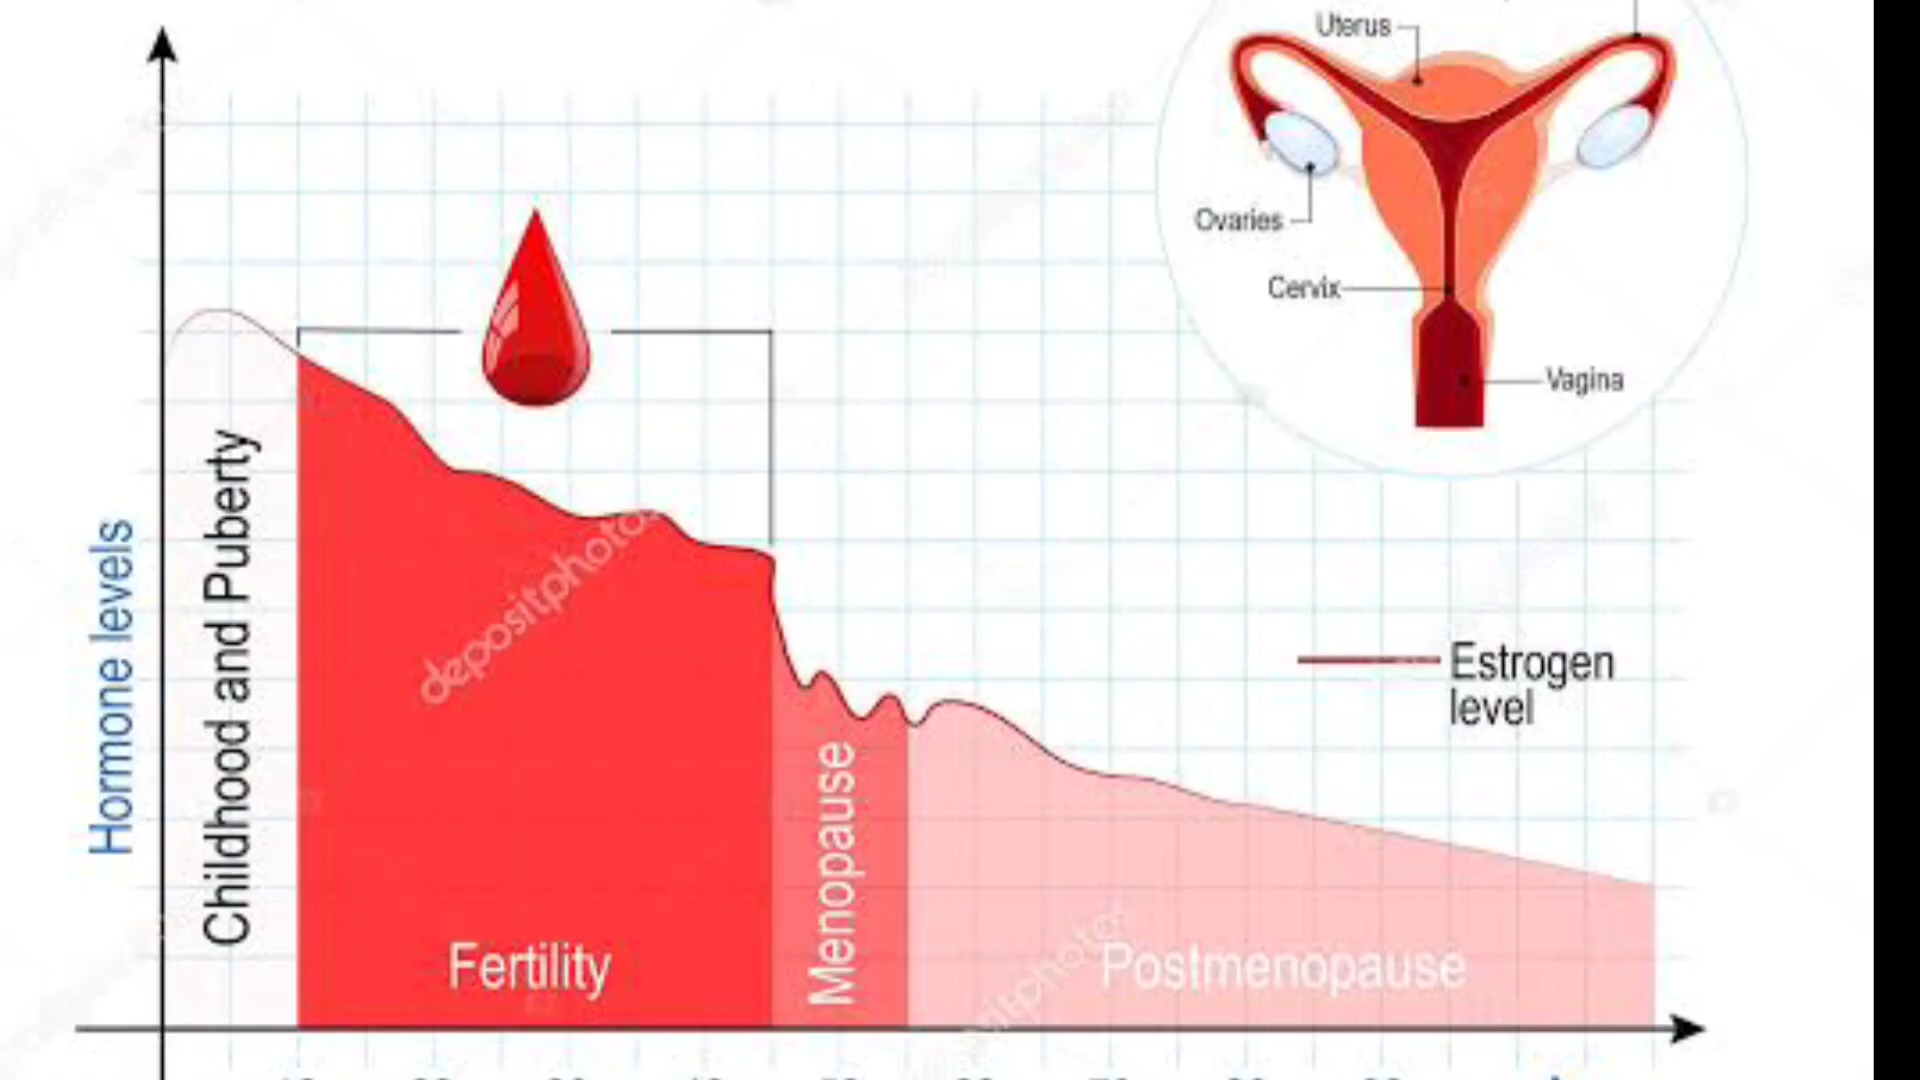 Uterus
Ovaries
Cervix
Vagina
Hormone levels
Childhood and Puberty
depositphotos
Estrogen
level
Menopause
Fertility
Postmenopause